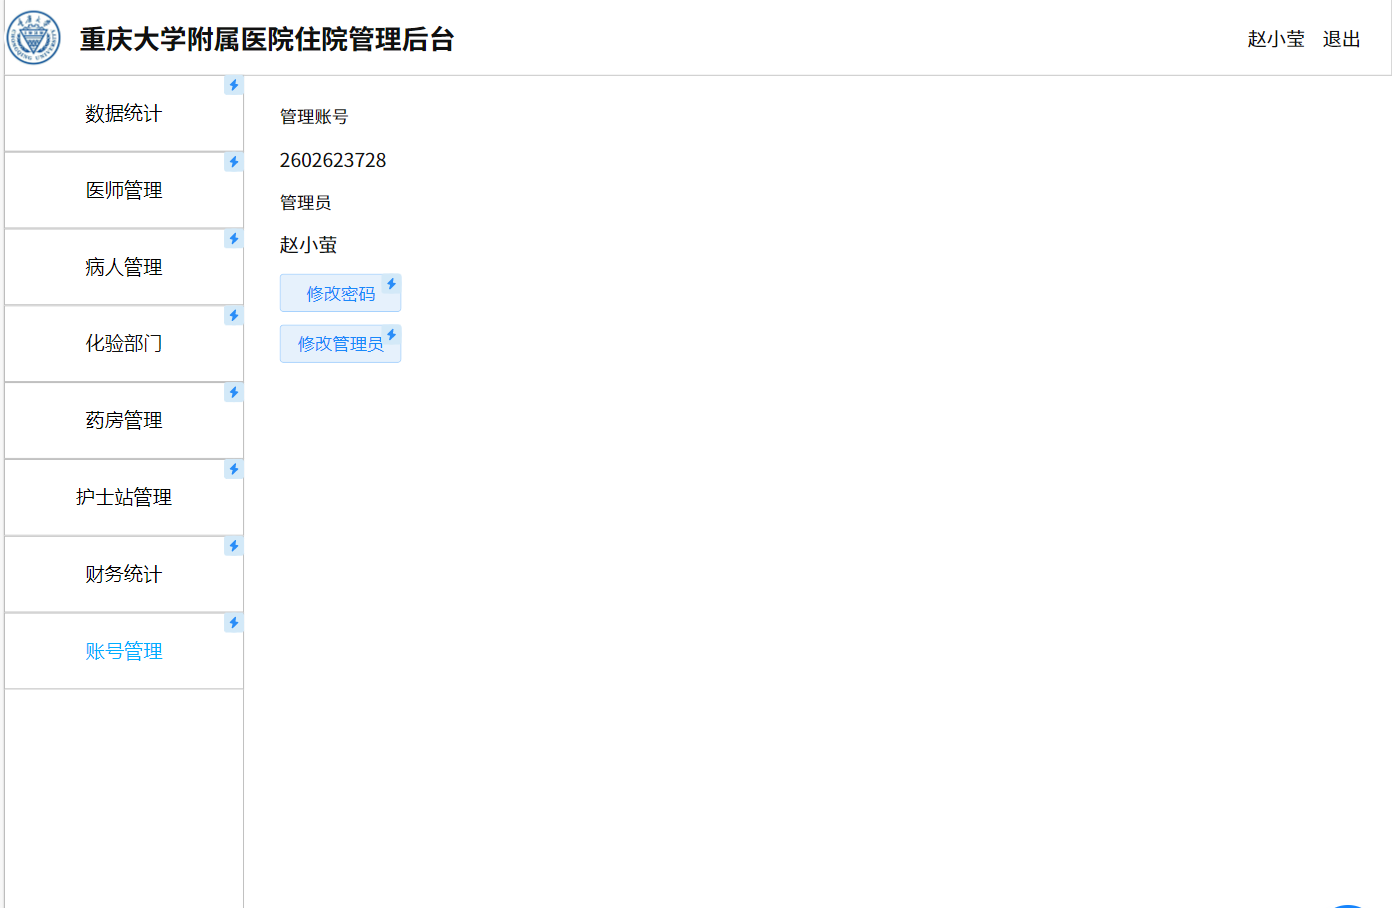 重庆大学附属医院住院管理后台
赵小莹 退出
数据统计
医师管理
病人管理
化验部门
药房管理
护士站管理
财务统计
账号管理
管理账号
2602623728
管理员
赵小萤
修改密码
修改管理员